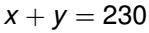 x + y = 230